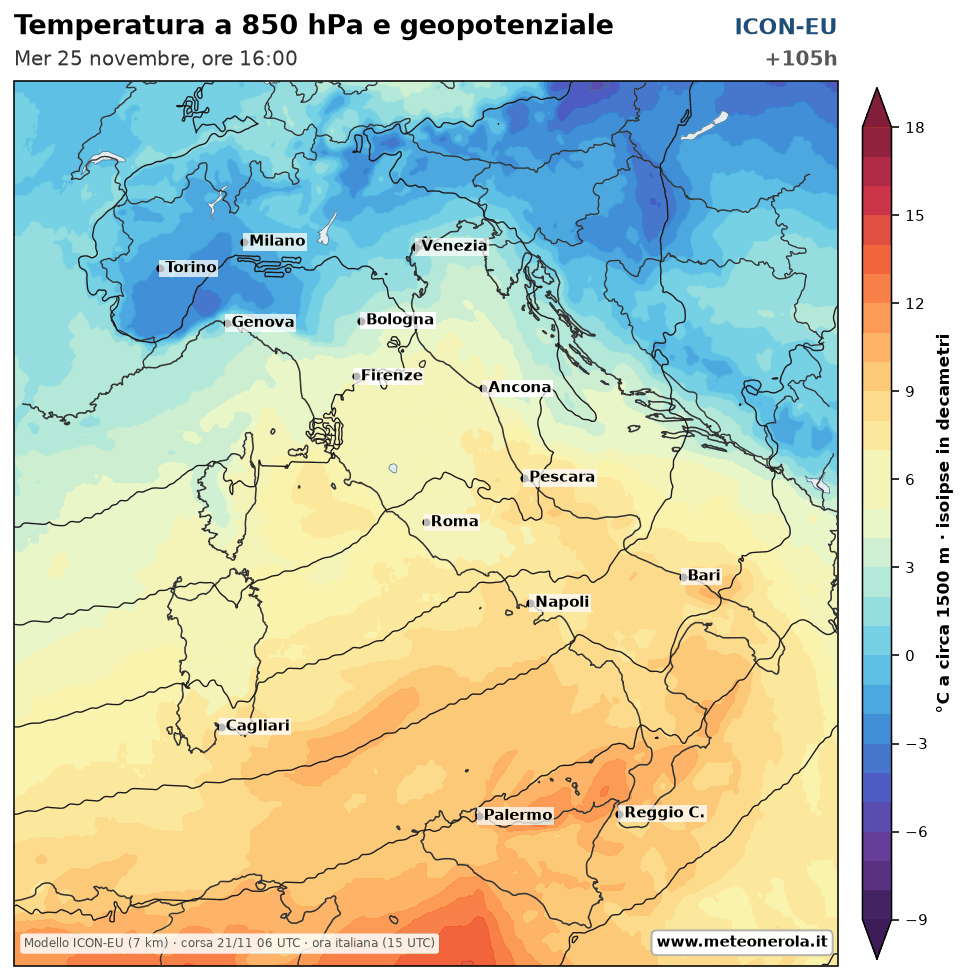 Temperatura a 850 hPa e geopotenziale
ICON-EU
Mer 25 novembre, ore 16:00
+105h
18
15
12
9
6
3
0
−3
−6
−9
°C a circa 1500 m · isoipse in decametri
Milano
Venezia
Torino
Genova
Bologna
Firenze
Ancona
Pescara
Roma
Bari
Napoli
Cagliari
Palermo
Reggio C.
Modello ICON-EU (7 km) · corsa 21/11 06 UTC · ora italiana (15 UTC)
www.meteonerola.it